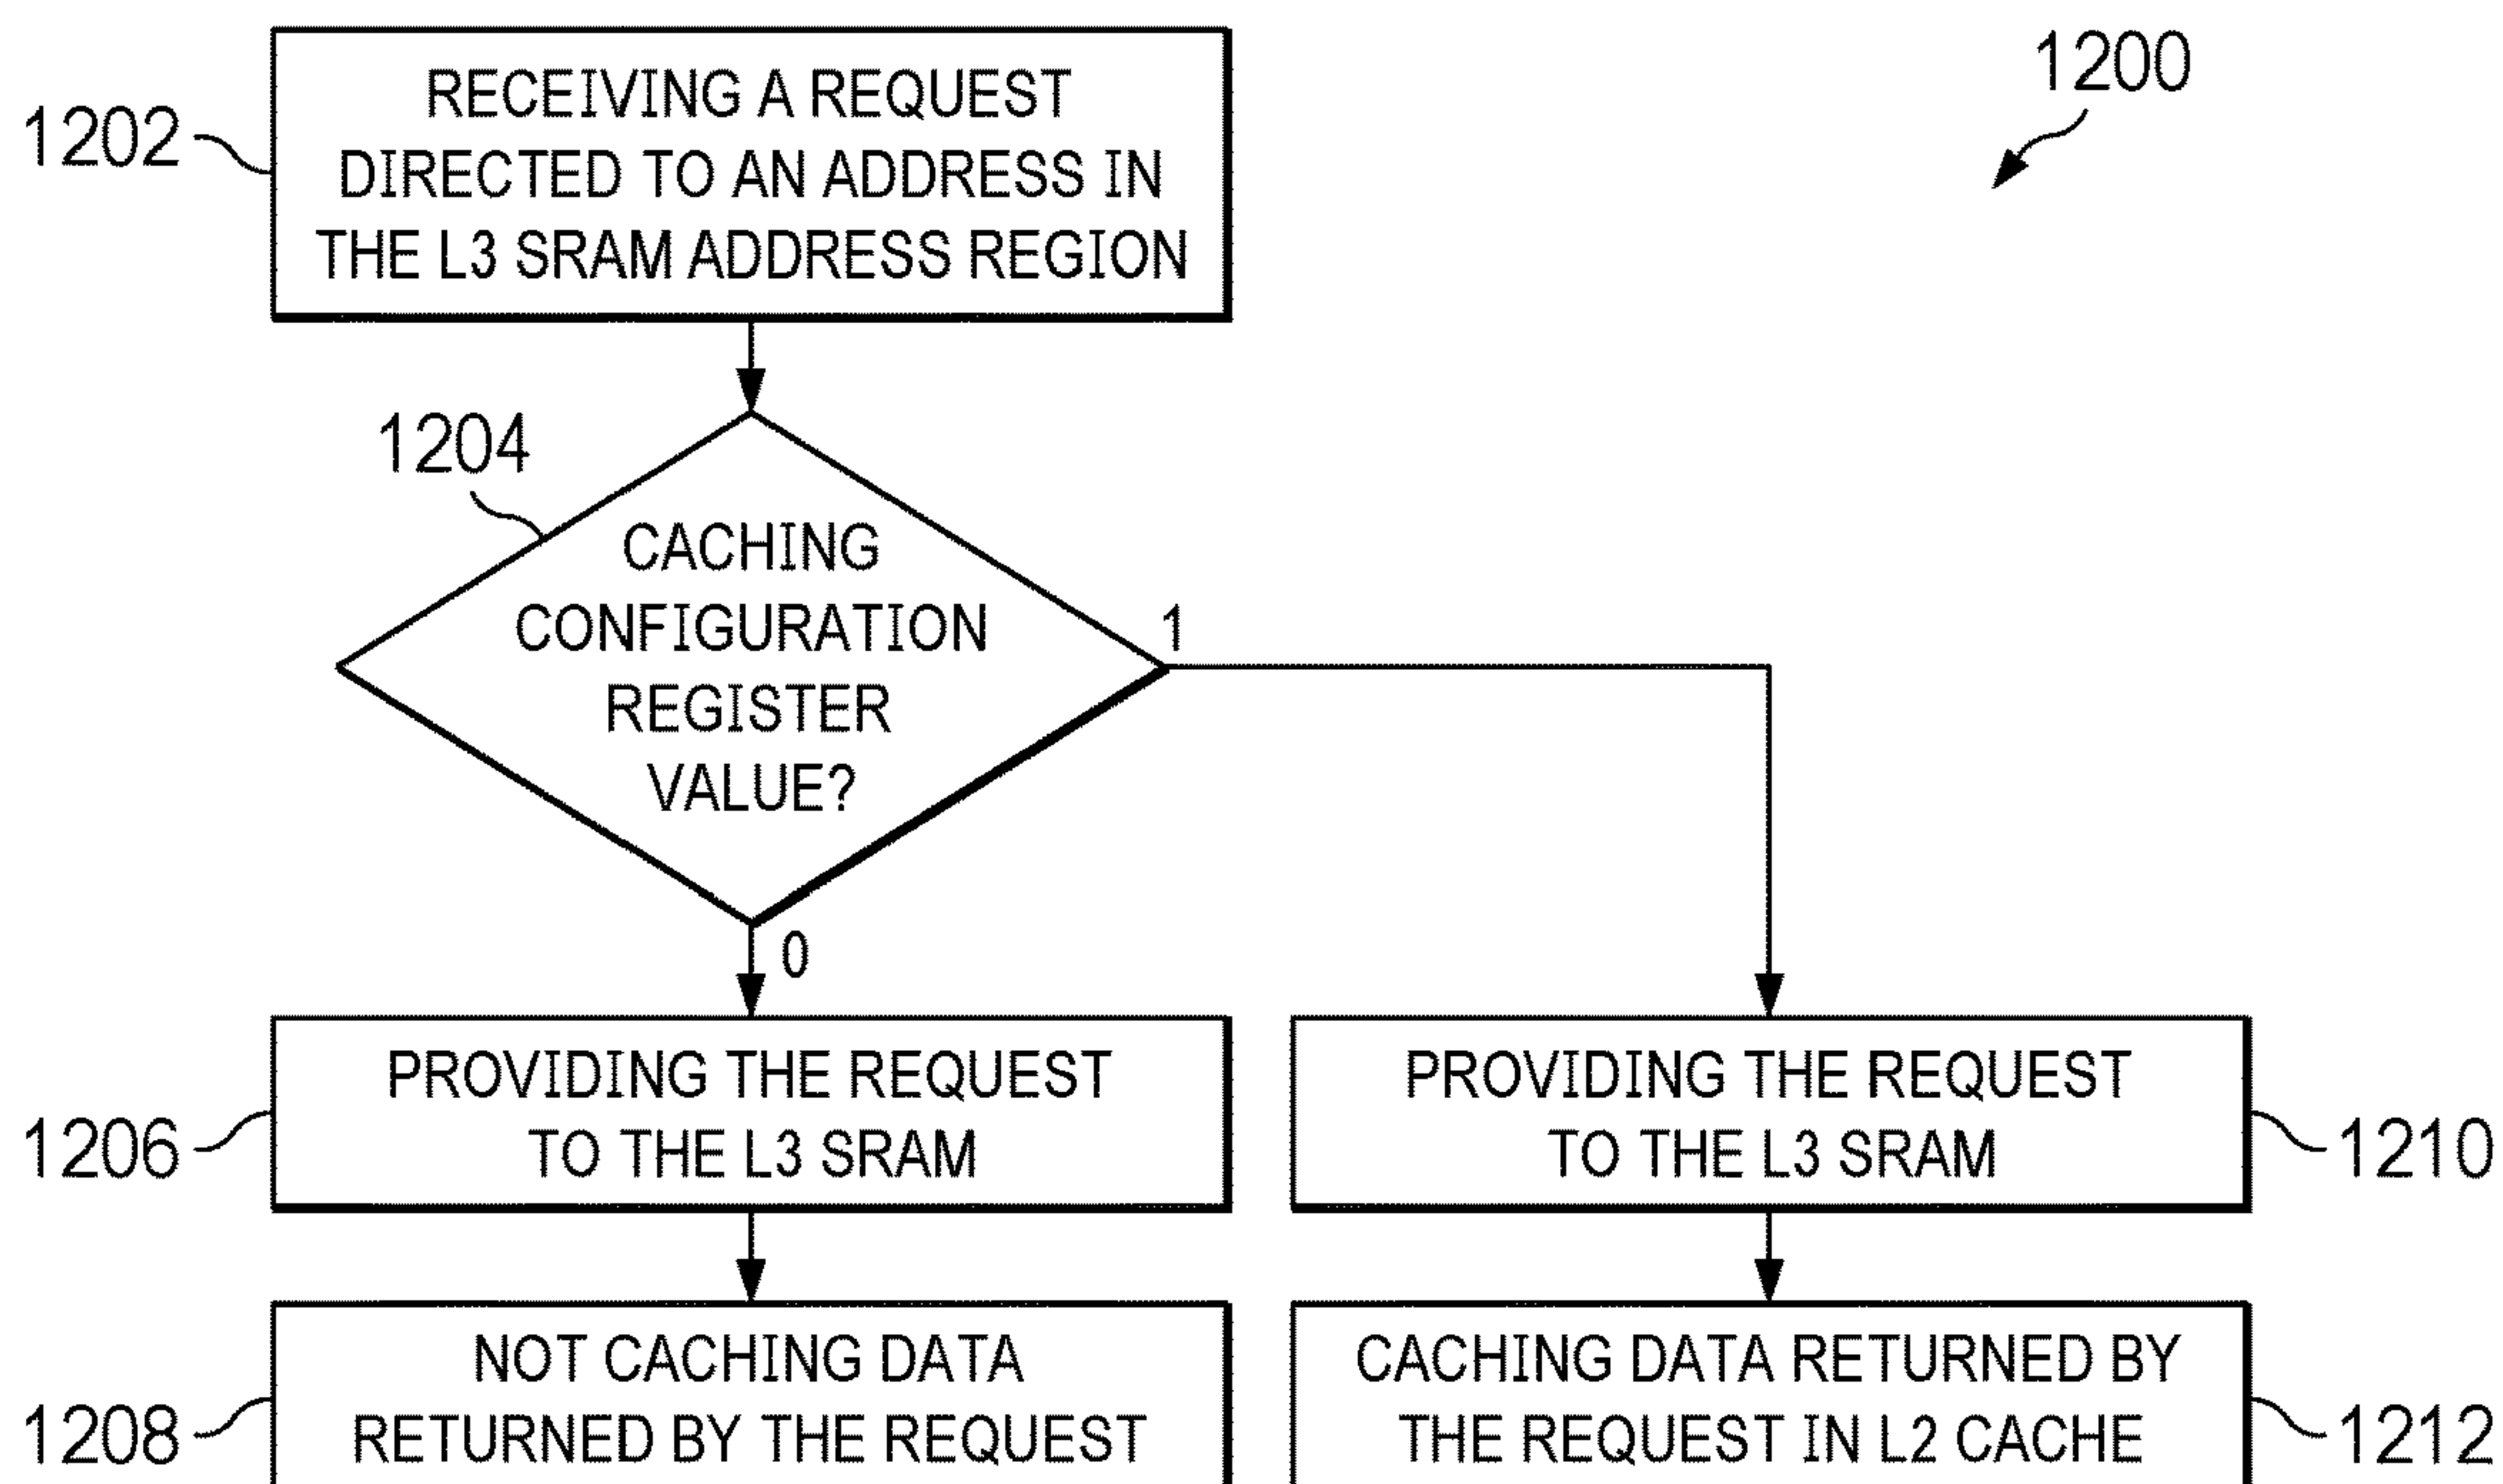 1200
1202
RECEIVING A REQUEST
DIRECTED TO AN ADDRESS IN
THE L3 SRAM ADDRESS REGION
1204
CACHING
CONFIGURATION
REGISTER
VALUE?
1
0
1206
PROVIDING THE REQUEST
TO THE L3 SRAM
PROVIDING THE REQUEST
TO THE L3 SRAM
1210
1208
NOT CACHING DATA
RETURNED BY THE REQUEST
CACHING DATA RETURNED BY
THE REQUEST IN L2 CACHE
1212